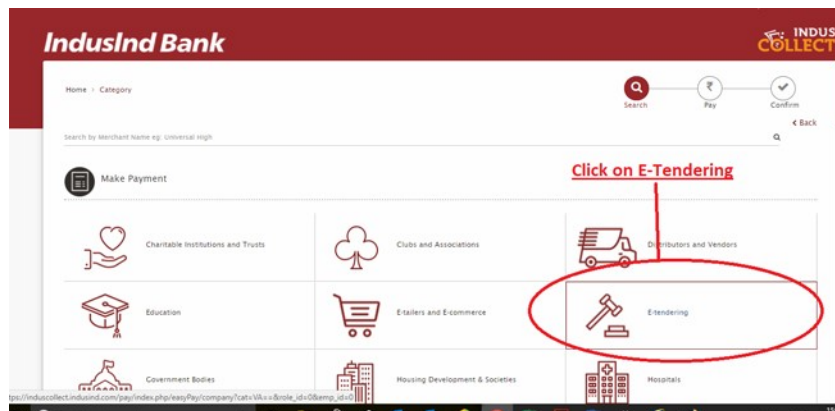 IndusInd Bank
INDUS
COLLECT
Home > Category
Search
Pay
Confirm
< Back
Search by Merchant Name eg: Universal High
Make Payment
Click on E-Tendering
Charitable Institutions and Trusts
Clubs and Associations
Distributors and Vendors
Education
E-tailers and E-commerce
E-tendering
Government Bodies
Housing Development & Societies
Hospitals
tps://induscollect.indusind.com/pay/index.php/easyPay/company?cat=VA==&role_id=0&emp_id=0